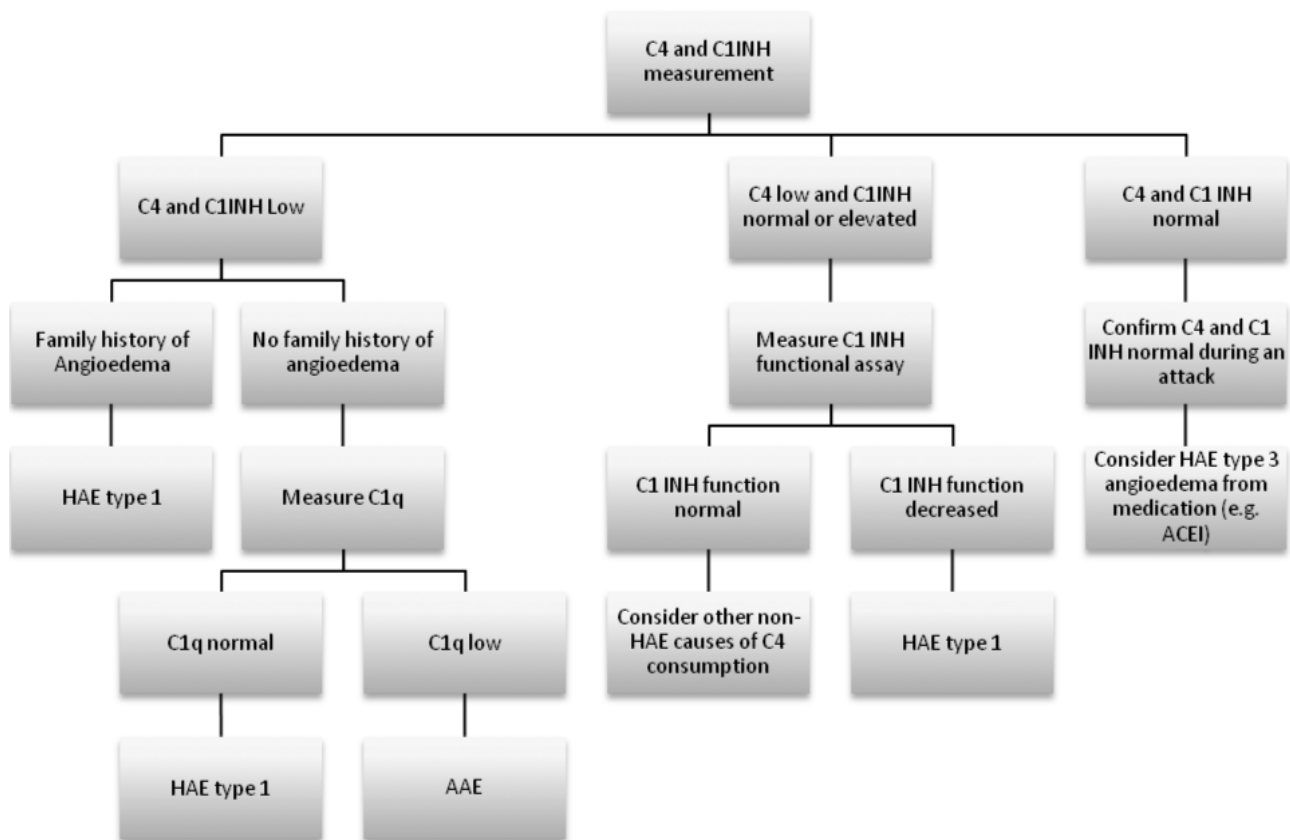 C4 and C1INH
measurement
C4 and C1INH Low
C4 low and C1INH
normal or elevated
C4 and C1 INH
normal
Family history of
Angioedema
No family history of
angioedema
Measure C1 INH
functional assay
Confirm C4 and C1
INH normal during an
attack
HAE type 1
Measure C1q
C1 INH function
normal
C1 INH function
decreased
Consider HAE type 3
angioedema from
medication (e.g.
ACEI)
C1q normal
C1q low
Consider other non-
HAE causes of C4
consumption
HAE type 1
HAE type 1
AAE